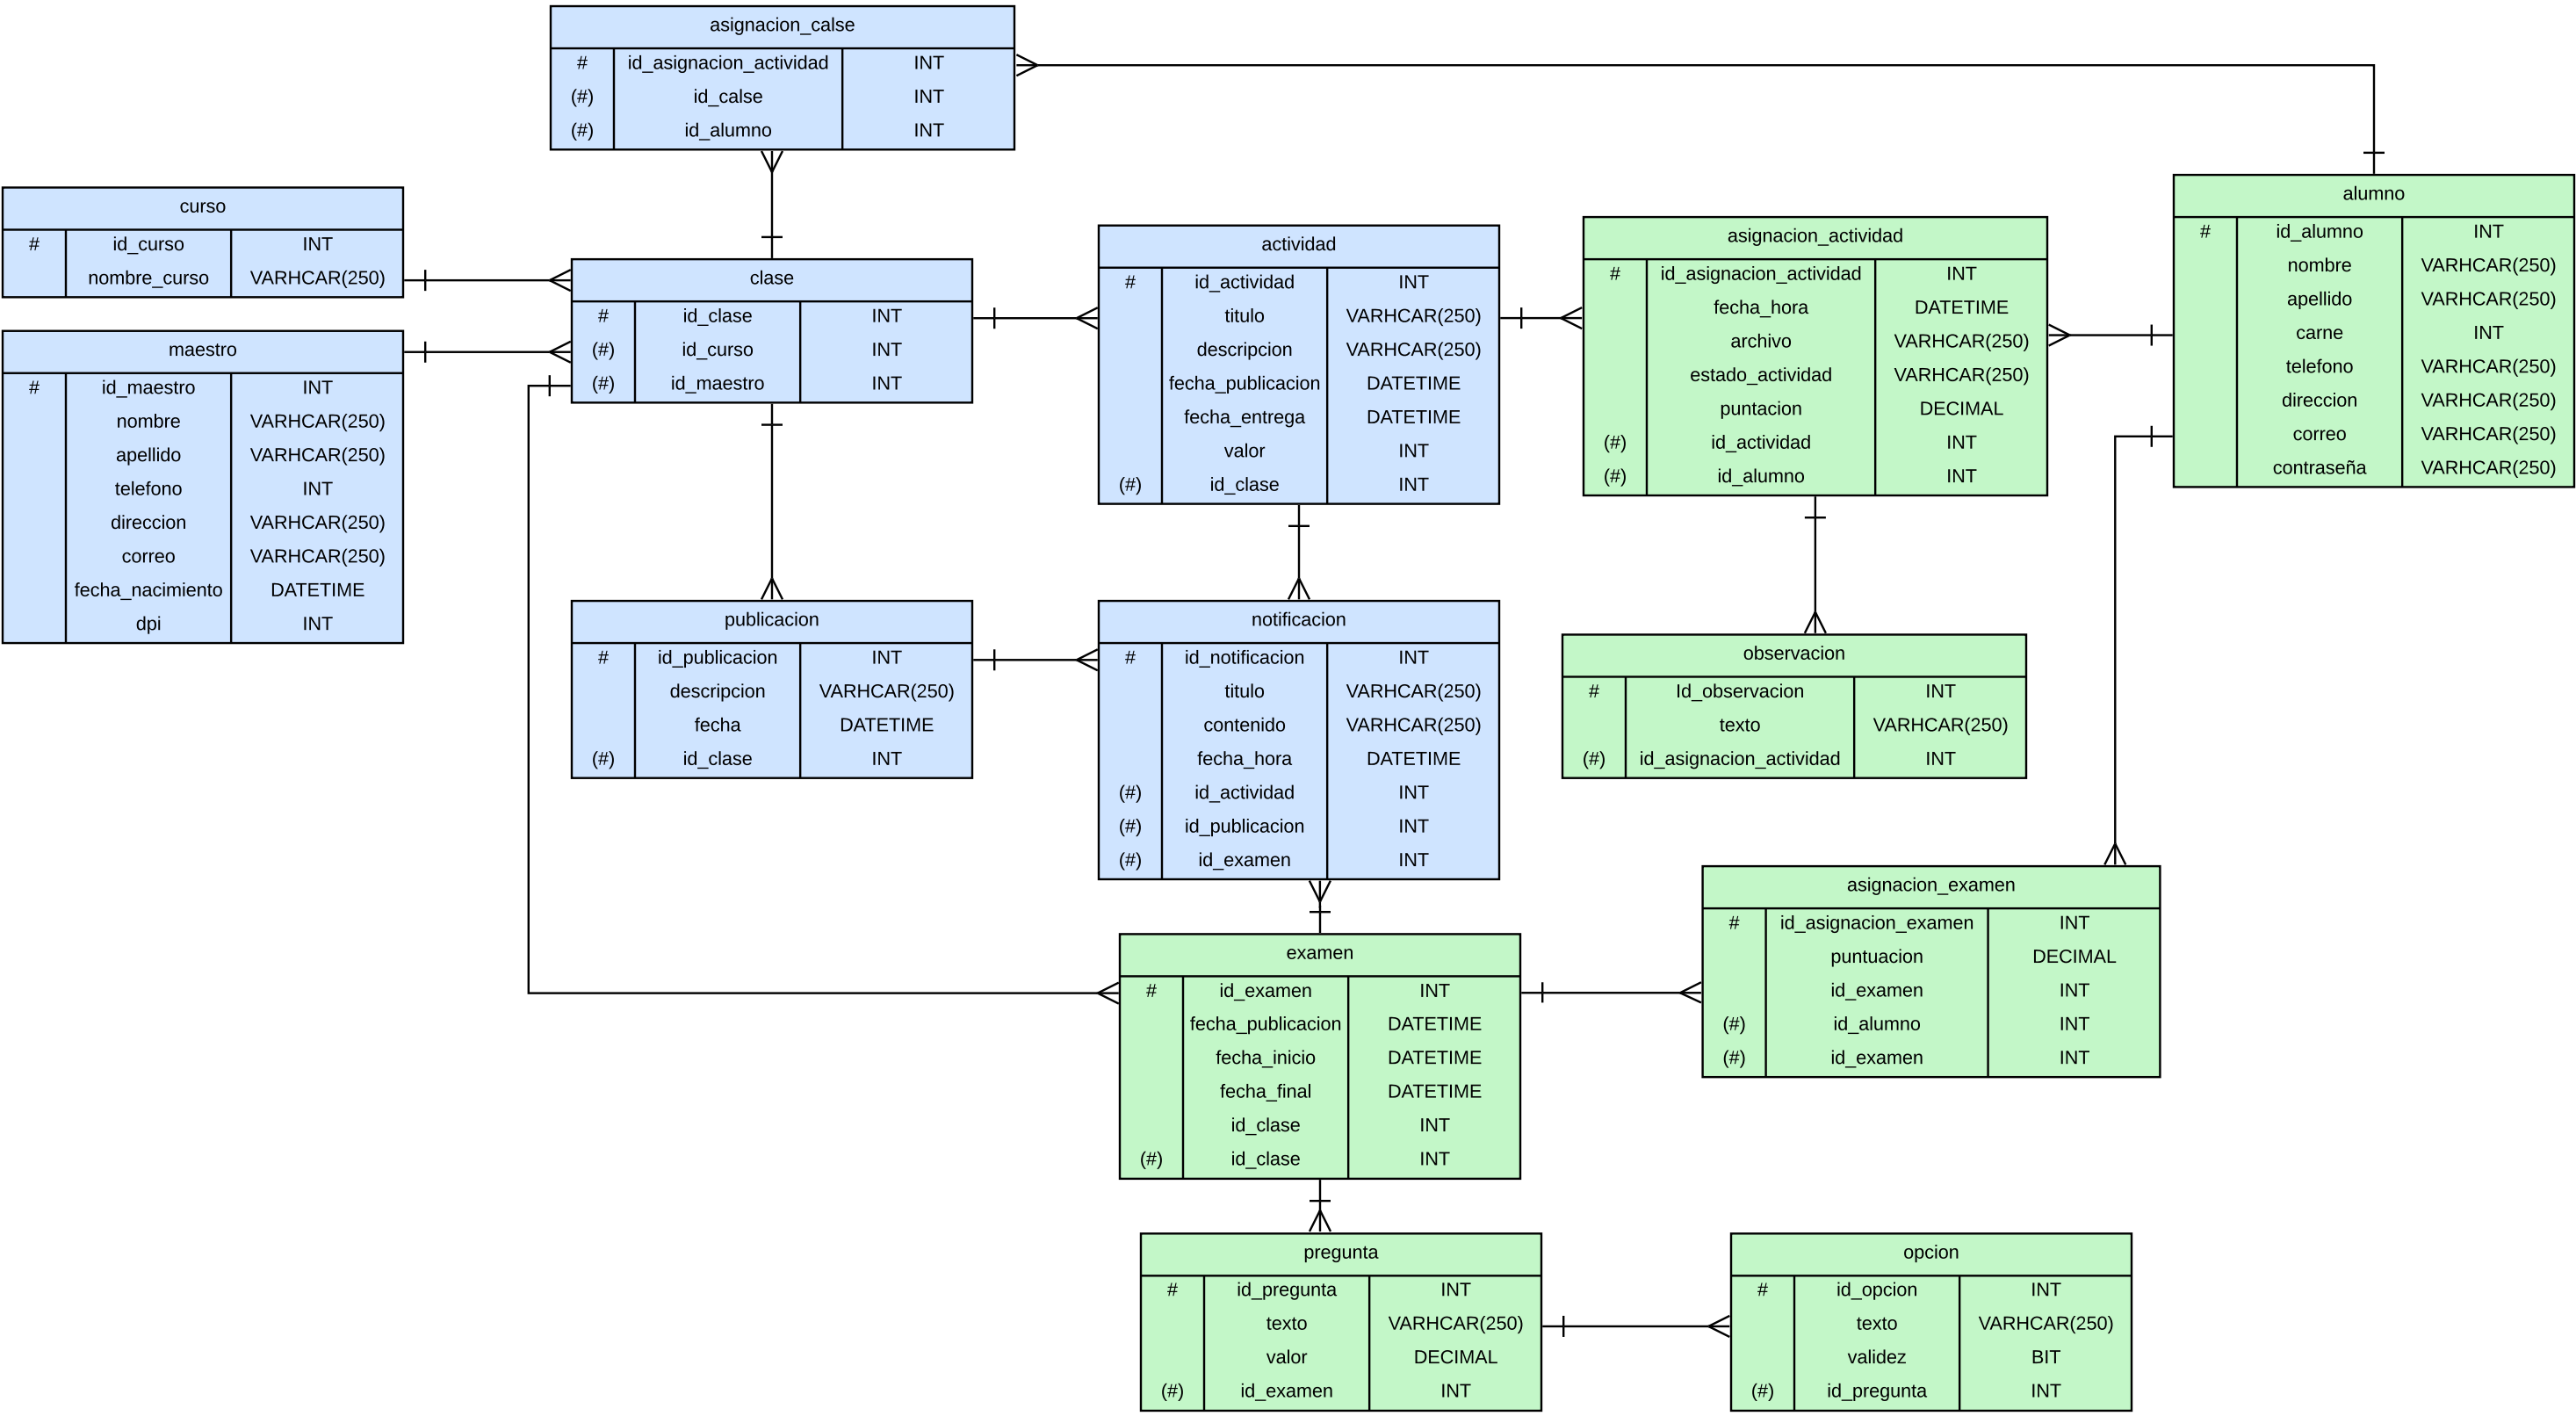 asignacion_calse
# id_asignacion_actividad INT
(#) id_calse INT
(#) id_alumno INT
curso
# id_curso INT
nombre_curso VARHCAR(250)
maestro
# id_maestro INT
nombre VARHCAR(250)
apellido VARHCAR(250)
telefono INT
direccion VARHCAR(250)
correo VARHCAR(250)
fecha_nacimiento DATETIME
dpi INT
clase
# id_clase INT
(#) id_curso INT
(#) id_maestro INT
actividad
# id_actividad INT
titulo VARHCAR(250)
descripcion VARHCAR(250)
fecha_publicacion DATETIME
fecha_entrega DATETIME
valor INT
(#) id_clase INT
asignacion_actividad
# id_asignacion_actividad INT
fecha_hora DATETIME
archivo VARHCAR(250)
estado_actividad VARHCAR(250)
puntacion DECIMAL
(#) id_actividad INT
(#) id_alumno INT
alumno
# id_alumno INT
nombre VARHCAR(250)
apellido VARHCAR(250)
carne INT
telefono VARHCAR(250)
direccion VARHCAR(250)
correo VARHCAR(250)
contraseña VARHCAR(250)
publicacion
# id_publicacion INT
descripcion VARHCAR(250)
fecha DATETIME
(#) id_clase INT
notificacion
# id_notificacion INT
titulo VARHCAR(250)
contenido VARHCAR(250)
fecha_hora DATETIME
(#) id_actividad INT
(#) id_publicacion INT
(#) id_examen INT
observacion
# Id_observacion INT
texto VARHCAR(250)
(#) id_asignacion_actividad INT
asignacion_examen
# id_asignacion_examen INT
puntuacion DECIMAL
id_examen INT
(#) id_alumno INT
(#) id_examen INT
examen
# id_examen INT
fecha_publicacion DATETIME
fecha_inicio DATETIME
fecha_final DATETIME
id_clase INT
(#) id_clase INT
pregunta
# id_pregunta INT
texto VARHCAR(250)
valor DECIMAL
(#) id_examen INT
opcion
# id_opcion INT
texto VARHCAR(250)
validez BIT
(#) id_pregunta INT